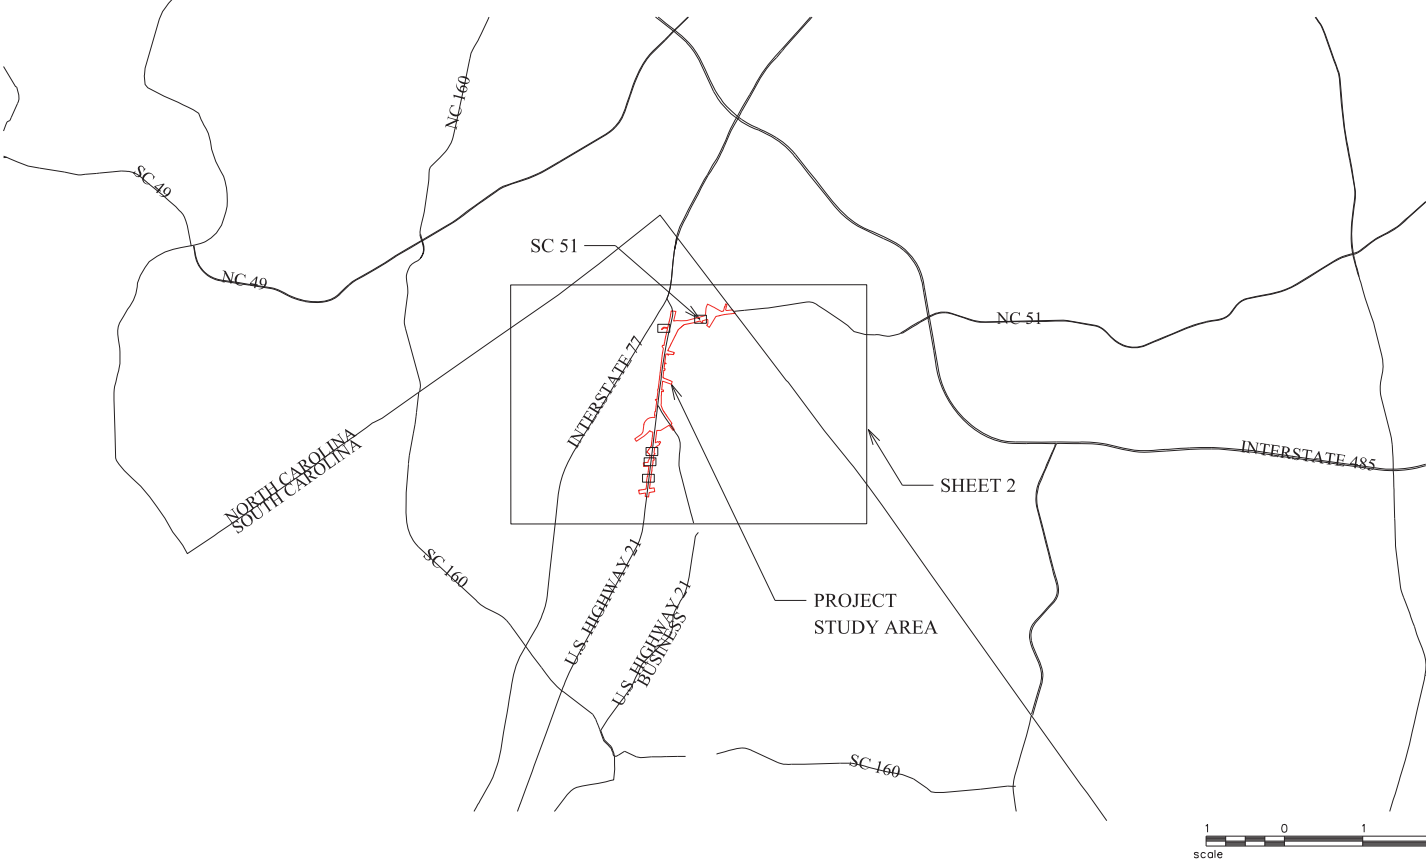 NC 160
SC 49
SC 51
NC 49
NC 51
INTERSTATE 77
NORTH CAROLINA
SOUTH CAROLINA
INTERSTATE 485
SHEET 2
SC 160
U.S. HIGHWAY 21
U.S. HIGHWAY 21
BUSINESS
PROJECT
STUDY AREA
SC 160
1 0 1
scale